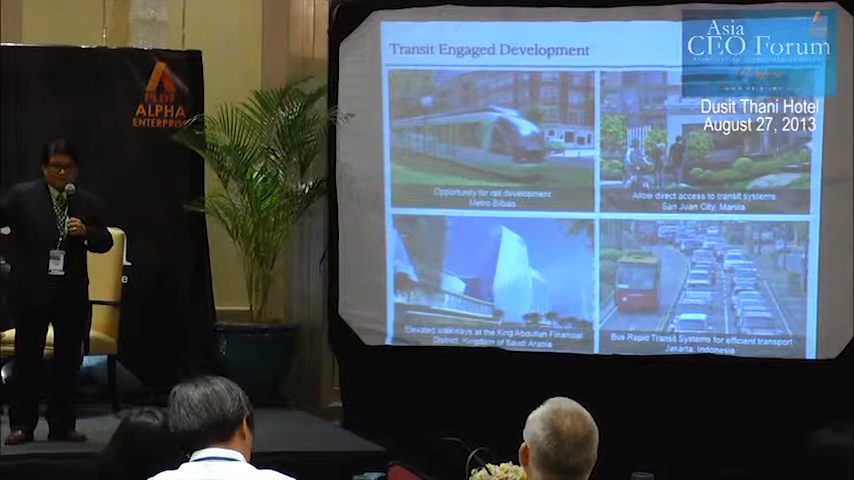 PLDT
ALPHA
ENTERPRISE
Transit Engaged Development
Asia
CEO Forum
Dusit Thani Hotel
August 27, 2013
Opportunity for rail development
Metro Bilbao
Allow direct access to transit systems
San Juan City, Manila
Elevated walkways at the King Abdullah Financial
District, Kingdom of Saudi Arabia
Bus Rapid Transit Systems for efficient transport
Jakarta, Indonesia